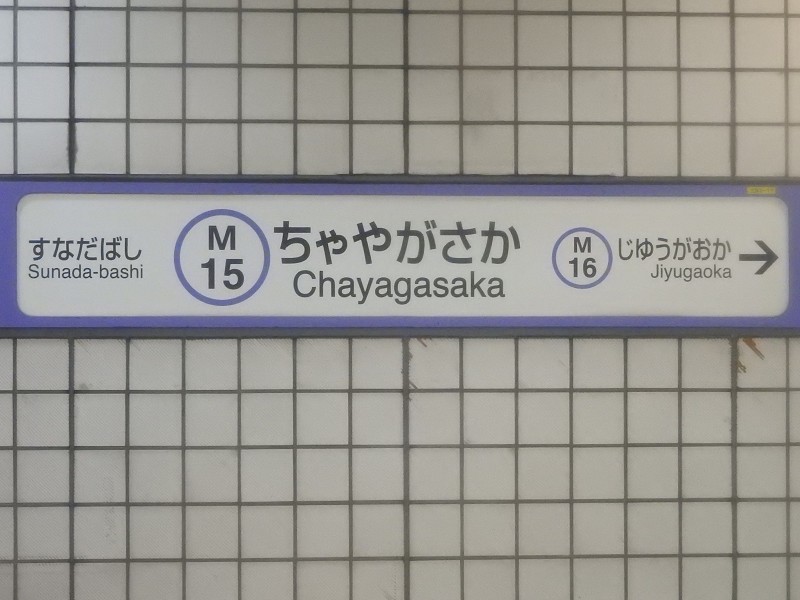 すなだばし
Sunada-bashi
M
15
ちゃやがさか
Chayagasaka
M
16
じゆうがおか
Jiyugaoka